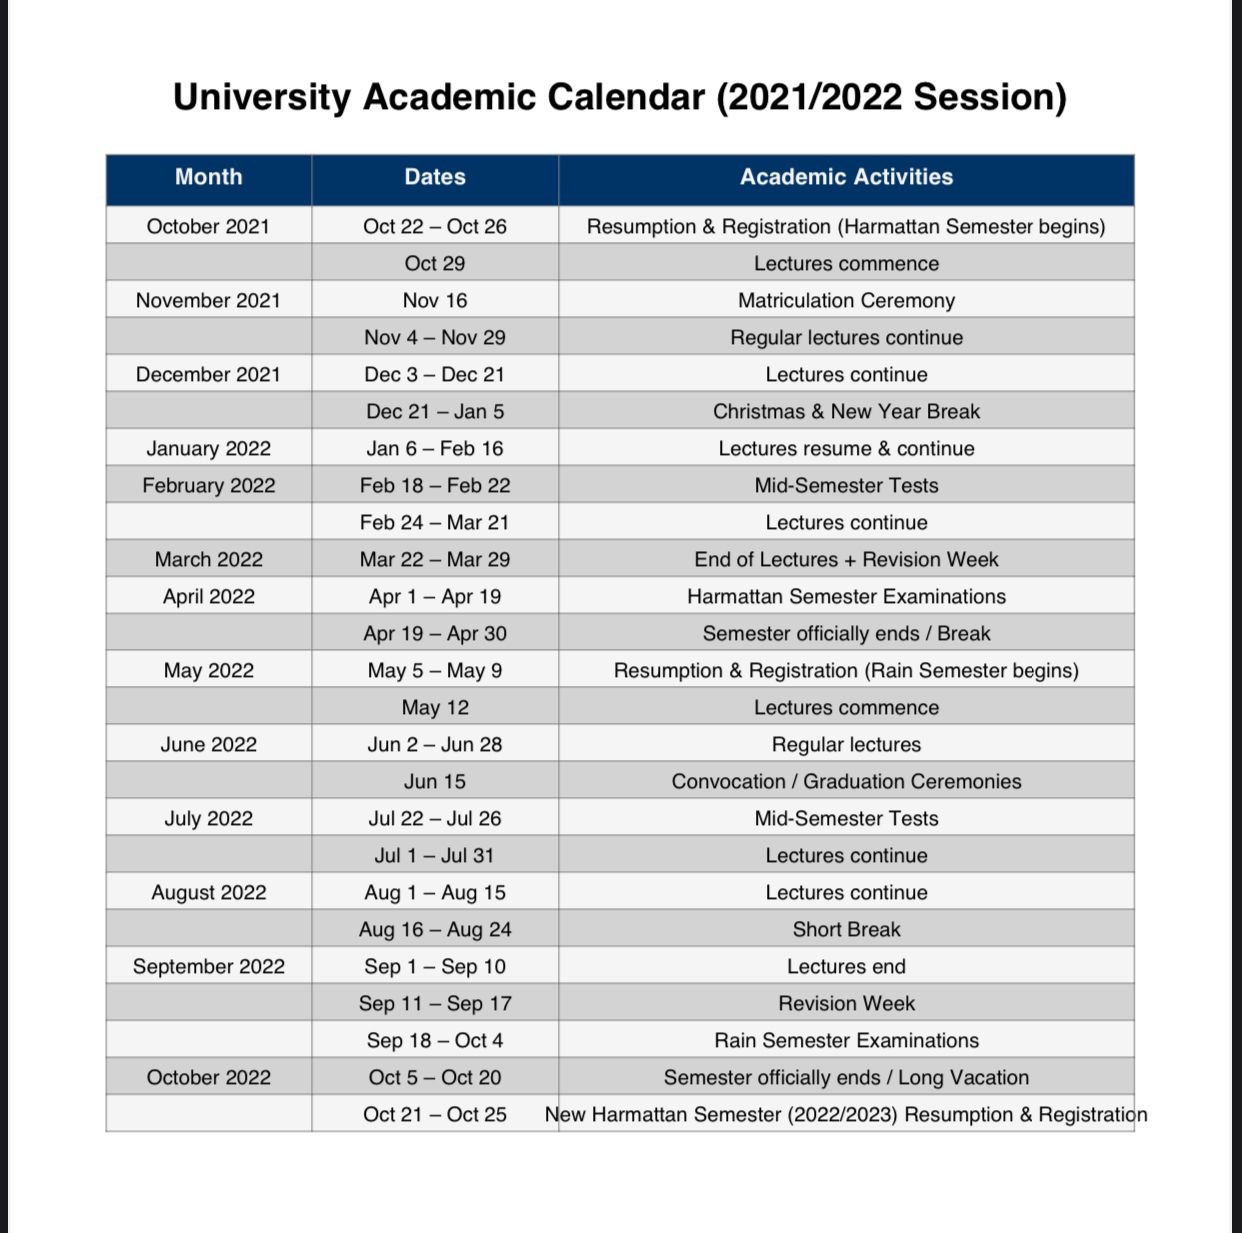 University Academic Calendar (2021/2022 Session)
Month Dates Academic Activities
October 2021 Oct 22 – Oct 26 Resumption & Registration (Harmattan Semester begins)
Oct 29 Lectures commence
November 2021 Nov 16 Matriculation Ceremony
Nov 4 – Nov 29 Regular lectures continue
December 2021 Dec 3 – Dec 21 Lectures continue
Dec 21 – Jan 5 Christmas & New Year Break
January 2022 Jan 6 – Feb 16 Lectures resume & continue
February 2022 Feb 18 – Feb 22 Mid-Semester Tests
Feb 24 – Mar 21 Lectures continue
March 2022 Mar 22 – Mar 29 End of Lectures + Revision Week
April 2022 Apr 1 – Apr 19 Harmattan Semester Examinations
Apr 19 – Apr 30 Semester officially ends / Break
May 2022 May 5 – May 9 Resumption & Registration (Rain Semester begins)
May 12 Lectures commence
June 2022 Jun 2 – Jun 28 Regular lectures
Jun 15 Convocation / Graduation Ceremonies
July 2022 Jul 22 – Jul 26 Mid-Semester Tests
Jul 1 – Jul 31 Lectures continue
August 2022 Aug 1 – Aug 15 Lectures continue
Aug 16 – Aug 24 Short Break
September 2022 Sep 1 – Sep 10 Lectures end
Sep 11 – Sep 17 Revision Week
Sep 18 – Oct 4 Rain Semester Examinations
October 2022 Oct 5 – Oct 20 Semester officially ends / Long Vacation
Oct 21 – Oct 25 New Harmattan Semester (2022/2023) Resumption & Registration